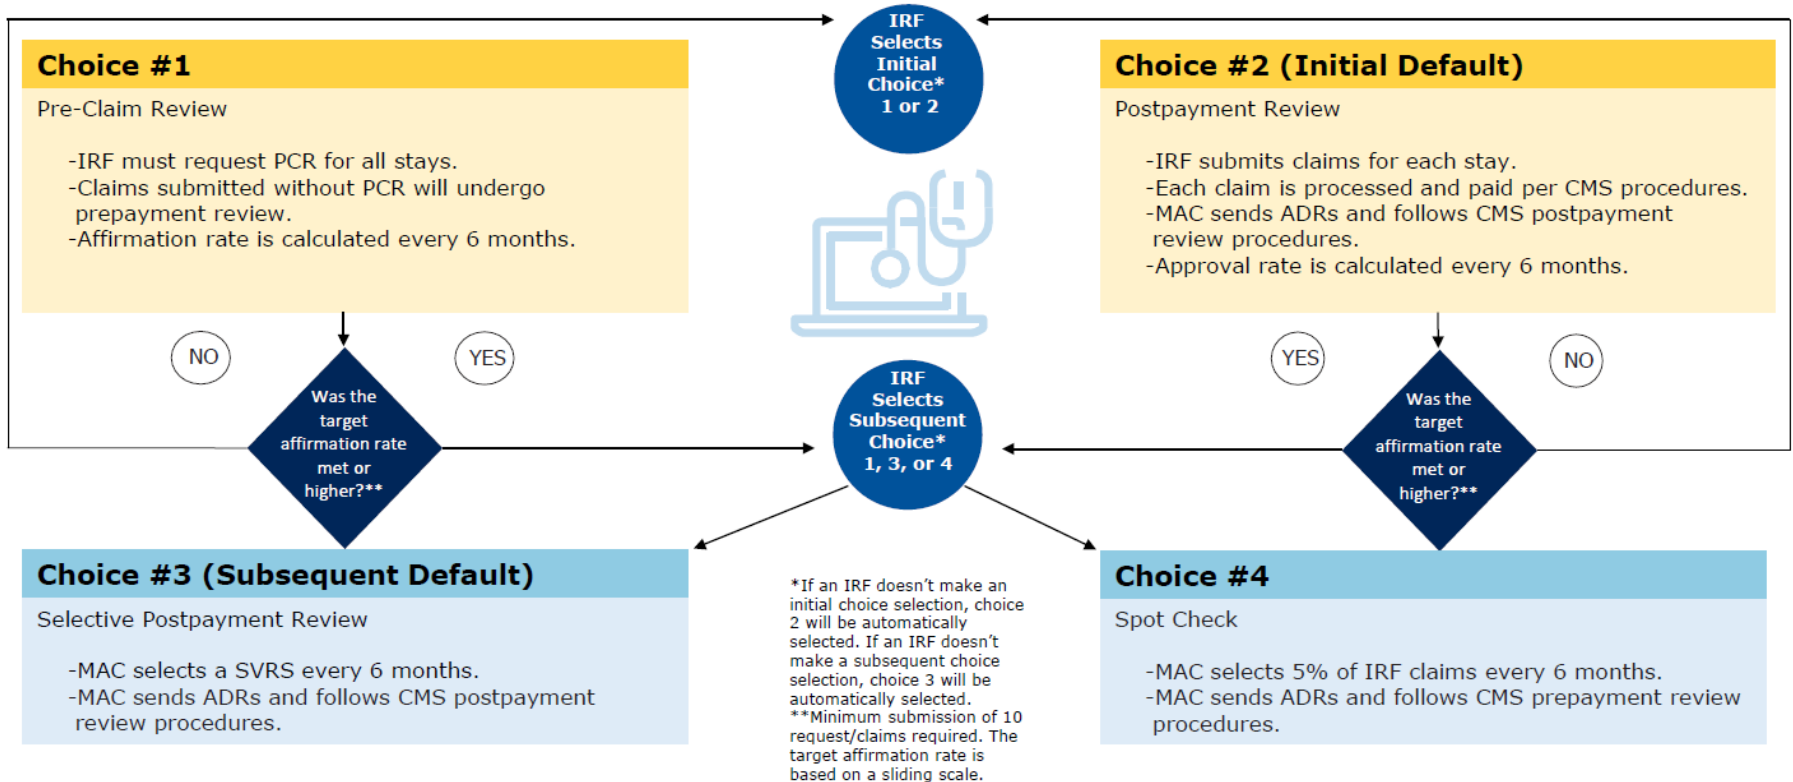 IRF
Selects
Initial
Choice*
1 or 2
Choice #1
Pre-Claim Review
-IRF must request PCR for all stays.
-Claims submitted without PCR will undergo
prepayment review.
-Affirmation rate is calculated every 6 months.
Choice #2 (Initial Default)
Postpayment Review
-IRF submits claims for each stay.
-Each claim is processed and paid per CMS procedures.
-MAC sends ADRs and follows CMS postpayment
review procedures.
-Approval rate is calculated every 6 months.
NO
YES
Was the
target
affirmation rate
met or
higher?**
IRF
Selects
Subsequent
Choice*
1, 3, or 4
YES
NO
Was the
target
affirmation rate
met or
higher?**
Choice #3 (Subsequent Default)
Selective Postpayment Review
-MAC selects a SVRS every 6 months.
-MAC sends ADRs and follows CMS postpayment
review procedures.
*If an IRF doesn't make an
initial choice selection, choice
2 will be automatically
selected. If an IRF doesn't
make a subsequent choice
selection, choice 3 will be
automatically selected.
**Minimum submission of 10
request/claims required. The
target affirmation rate is
based on a sliding scale.
Choice #4
Spot Check
-MAC selects 5% of IRF claims every 6 months.
-MAC sends ADRs and follows CMS prepayment review
procedures.